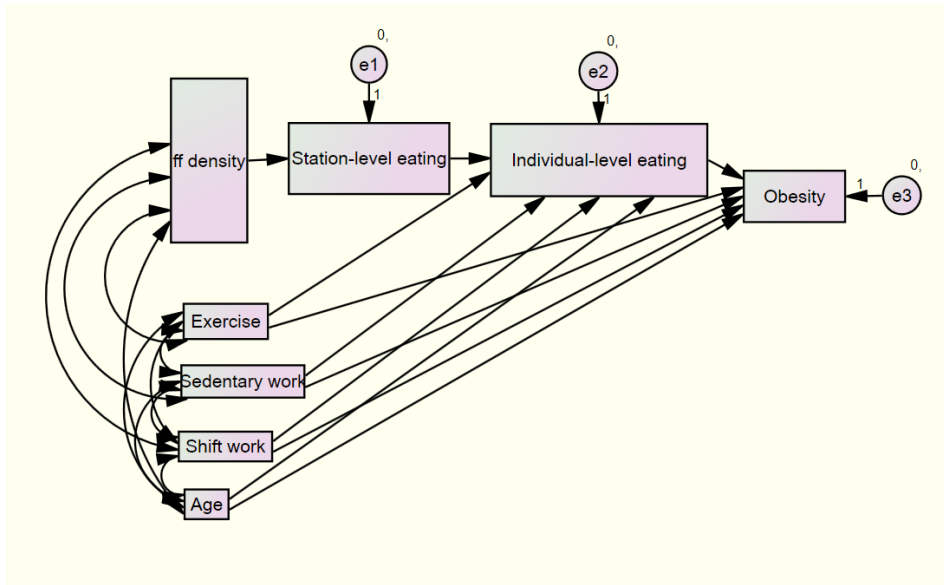 0,
e1
1
0,
e2
1
ff density
Station-level eating
Individual-level eating
Obesity
1
0,
e3
Exercise
Sedentary work
Shift work
Age